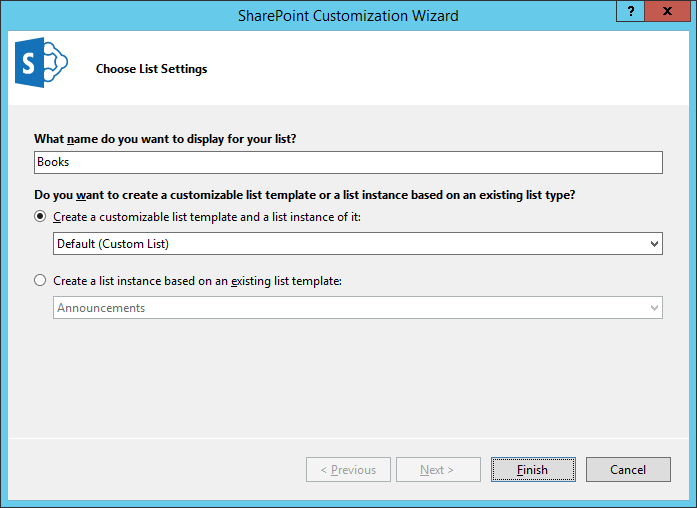 SharePoint Customization Wizard
?
x
S
Choose List Settings
What name do you want to display for your list?
Books
Do you want to create a customizable list template or a list instance based on an existing list type?
Create a customizable list template and a list instance of it:
Default (Custom List)
Create a list instance based on an existing list template:
Announcements
< Previous
Next >
Finish
Cancel